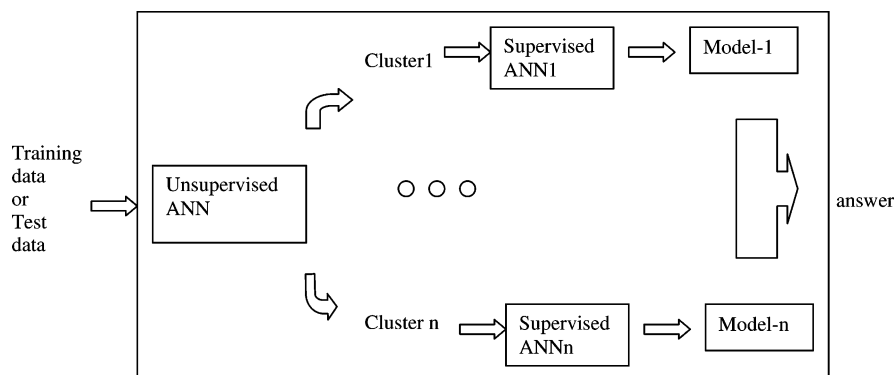 Training
data
or
Test
data
Unsupervised
ANN
Cluster1
Supervised
ANN1
Model-1
Cluster n
Supervised
ANNn
Model-n
answer